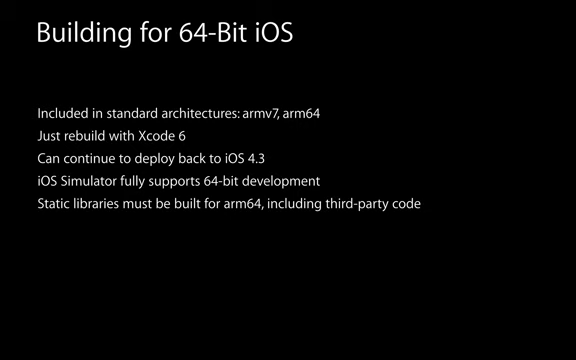 Building for 64-Bit iOS
Included in standard architectures: armv7, arm64
Just rebuild with Xcode 6
Can continue to deploy back to iOS 4.3
iOS Simulator fully supports 64-bit development
Static libraries must be built for arm64, including third-party code